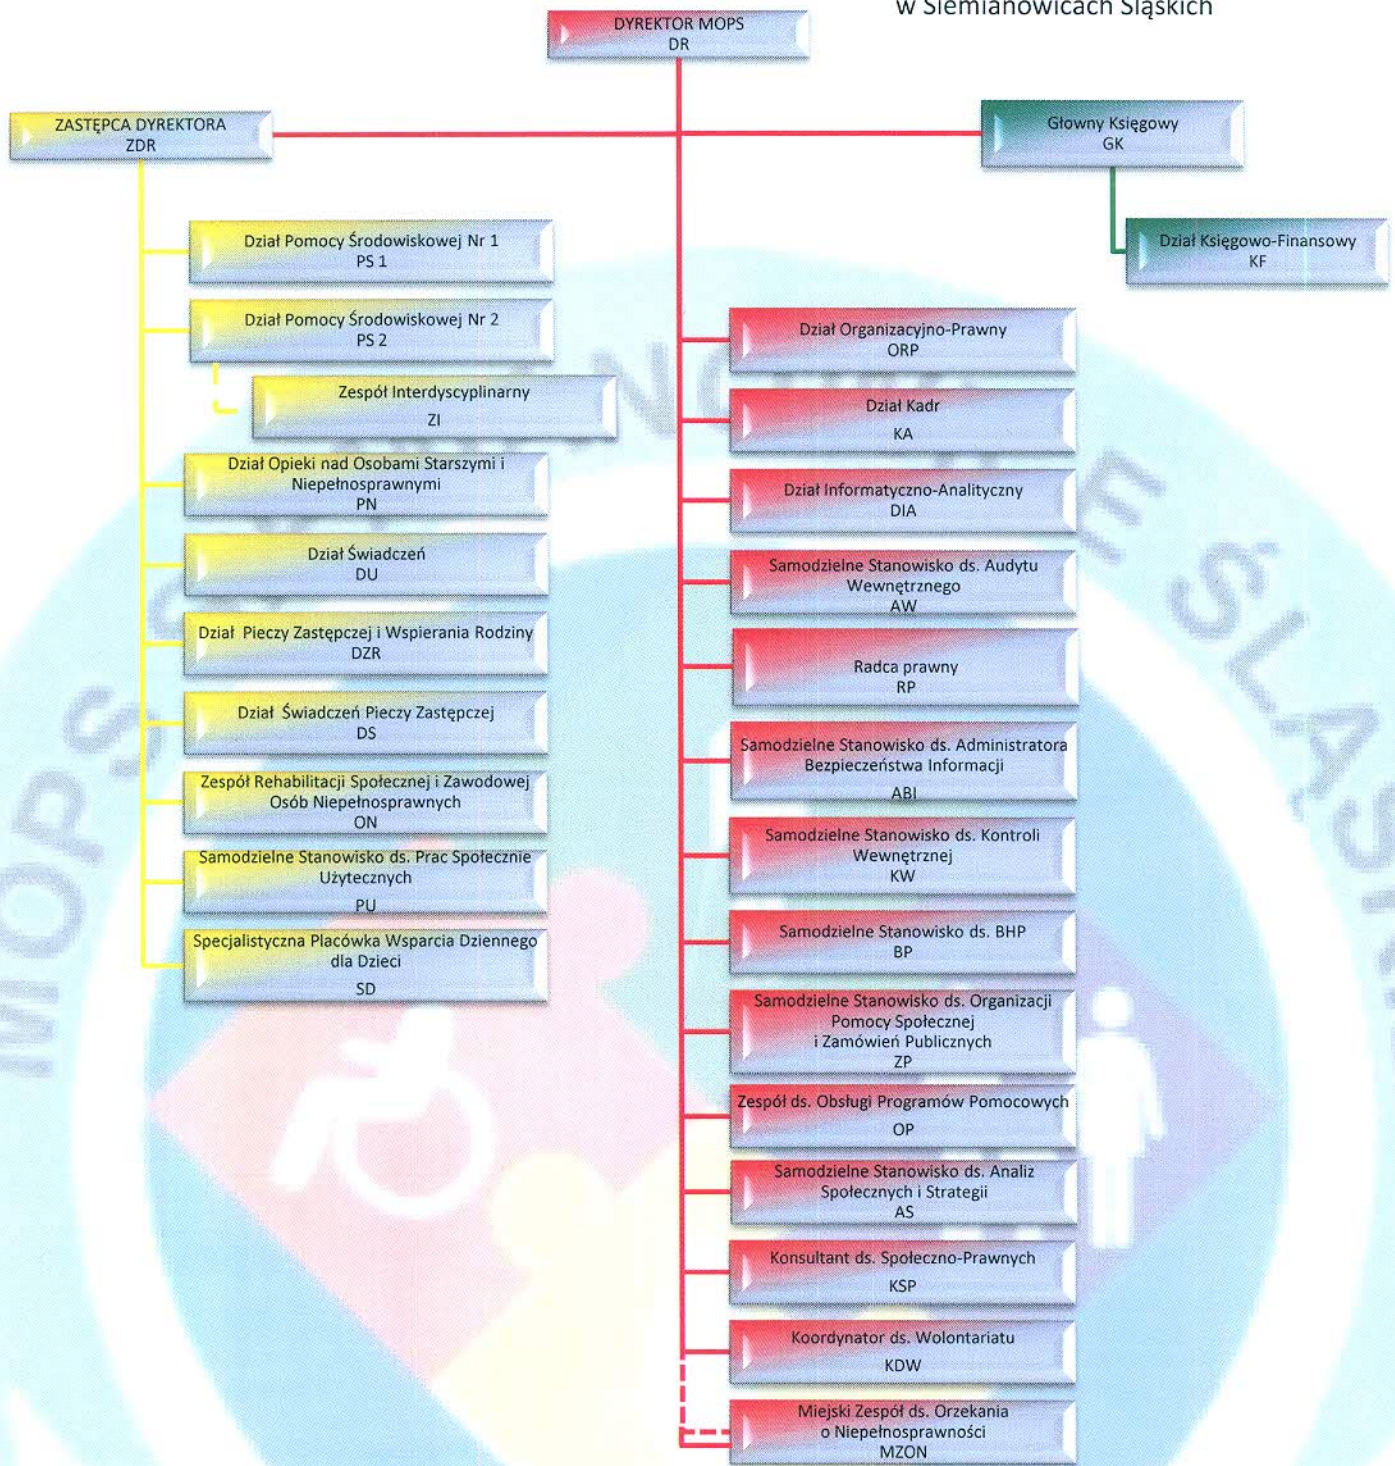 w Siemianowicach Śląskich
DYREKTOR MOPS
DR
ZASTĘPCA DYREKTORA
ZDR
Głowny Księgowy
GK
Dział Księgowo-Finansowy
KF
Dział Pomocy Środowiskowej Nr 1
PS 1
Dział Pomocy Środowiskowej Nr 2
PS 2
Zespół Interdyscyplinarny
ZI
Dział Opieki nad Osobami Starszymi i
Niepełnosprawnymi
PN
Dział Świadczeń
DU
Dział Pieczy Zastępczej i Wspierania Rodziny
DZR
Dział Świadczeń Pieczy Zastępczej
DS
Zespół Rehabilitacji Społecznej i Zawodowej
Osób Niepełnosprawnych
ON
Samodzielne Stanowisko ds. Prac Społecznie
Użytecznych
PU
Specjalistyczna Placówka Wsparcia Dziennego
dla Dzieci
SD
Dział Organizacyjno-Prawny
ORP
Dział Kadr
KA
Dział Informatyczno-Analityczny
DIA
Samodzielne Stanowisko ds. Audytu
Wewnętrznego
AW
Radca prawny
RP
Samodzielne Stanowisko ds. Administratora
Bezpieczeństwa Informacji
ABI
Samodzielne Stanowisko ds. Kontroli
Wewnętrznej
KW
Samodzielne Stanowisko ds. BHP
BP
Samodzielne Stanowisko ds. Organizacji
Pomocy Społecznej
i Zamówień Publicznych
ZP
Zespół ds. Obsługi Programów Pomocowych
OP
Samodzielne Stanowisko ds. Analiz
Społecznych i Strategii
AS
Konsultant ds. Społeczno-Prawnych
KSP
Koordynator ds. Wolontariatu
KDW
Miejski Zespół ds. Orzekania
o Niepełnosprawności
MZON
MOPS